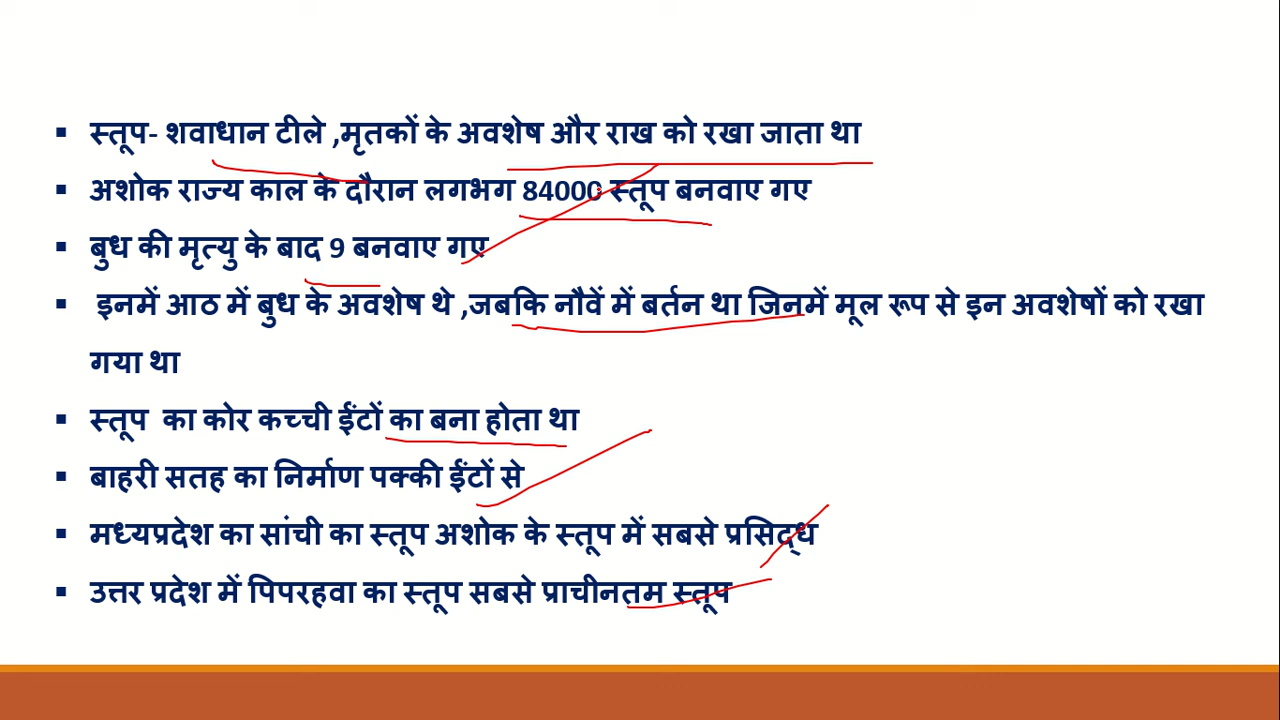 ▪ स्तूप- शवाधान टीले ,मृतकों के अवशेष और राख को रखा जाता था
▪ अशोक राज्य काल के दौरान लगभग 84000 स्तूप बनवाए गए
▪ बुध की मृत्यु के बाद 9 बनवाए गए
▪ इनमें आठ में बुध के अवशेष थे ,जबकि नौवें में बर्तन था जिनमें मूल रूप से इन अवशेषों को रखा
गया था
▪ स्तूप का कोर कच्ची ईंटों का बना होता था
▪ बाहरी सतह का निर्माण पक्की ईंटों से
▪ मध्यप्रदेश का सांची का स्तूप अशोक के स्तूप में सबसे प्रसिद्ध
▪ उत्तर प्रदेश में पिपरहवा का स्तूप सबसे प्राचीनतम स्तूप